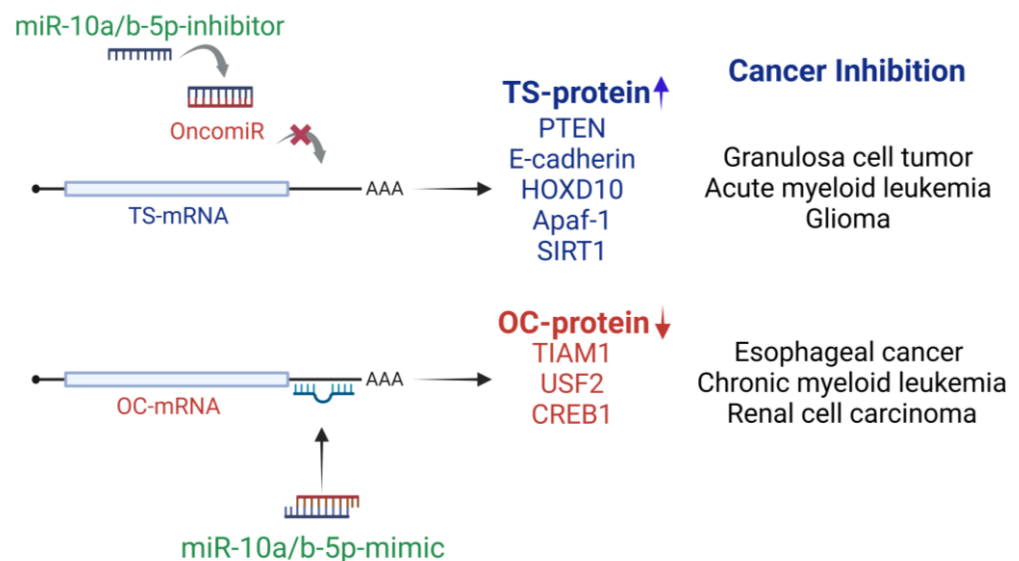 miR-10a/b-5p-inhibitor
OncomiR
AAA
TS-mRNA
TS-protein
PTEN
E-cadherin
HOXD10
Apaf-1
SIRT1
Cancer Inhibition
Granulosa cell tumor
Acute myeloid leukemia
Glioma
AAA
OC-mRNA
OC-protein
TIAM1
USF2
CREB1
Esophageal cancer
Chronic myeloid leukemia
Renal cell carcinoma
miR-10a/b-5p-mimic